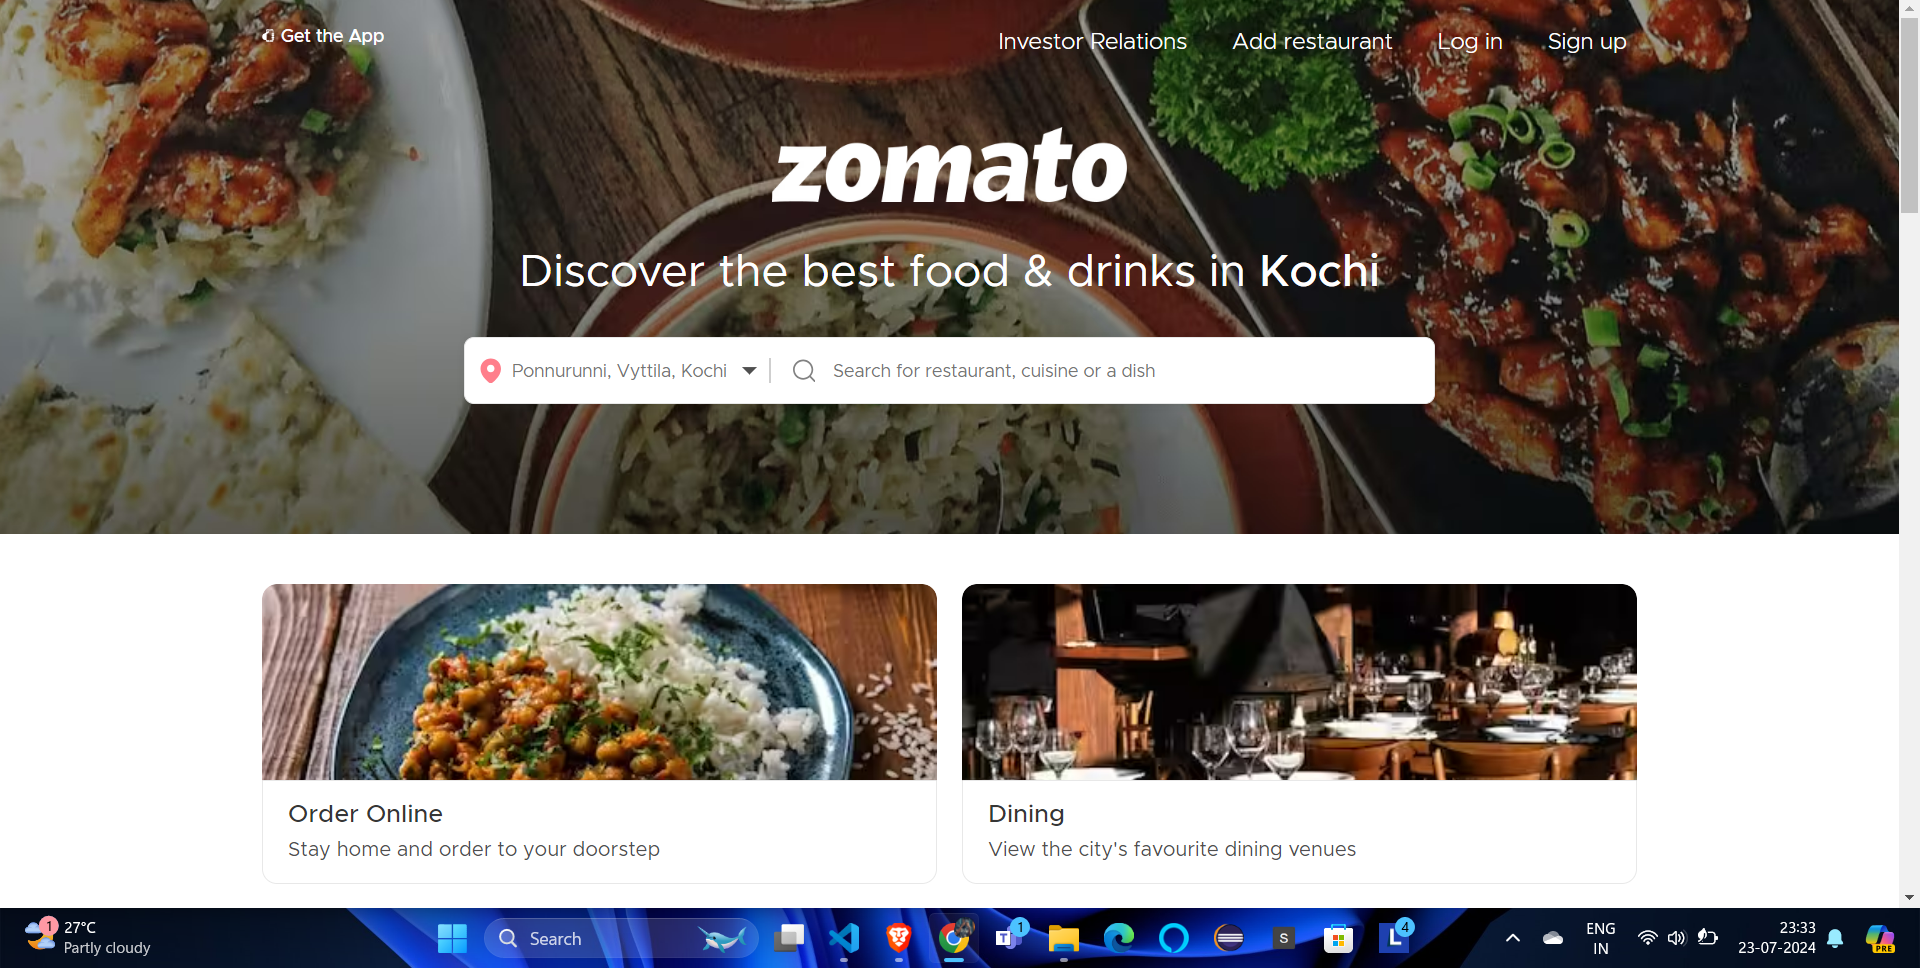 Get the App
Investor Relations
Add restaurant
Log in
Sign up
zomato
Discover the best food & drinks in Kochi
Ponnurunni, Vyttila, Kochi
Search for restaurant, cuisine or a dish
Order Online
Stay home and order to your doorstep
Dining
View the city's favourite dining venues
1
27°C
Partly cloudy
Search
T
1
S
L
4
ENG
IN
23:33
23-07-2024
PRE